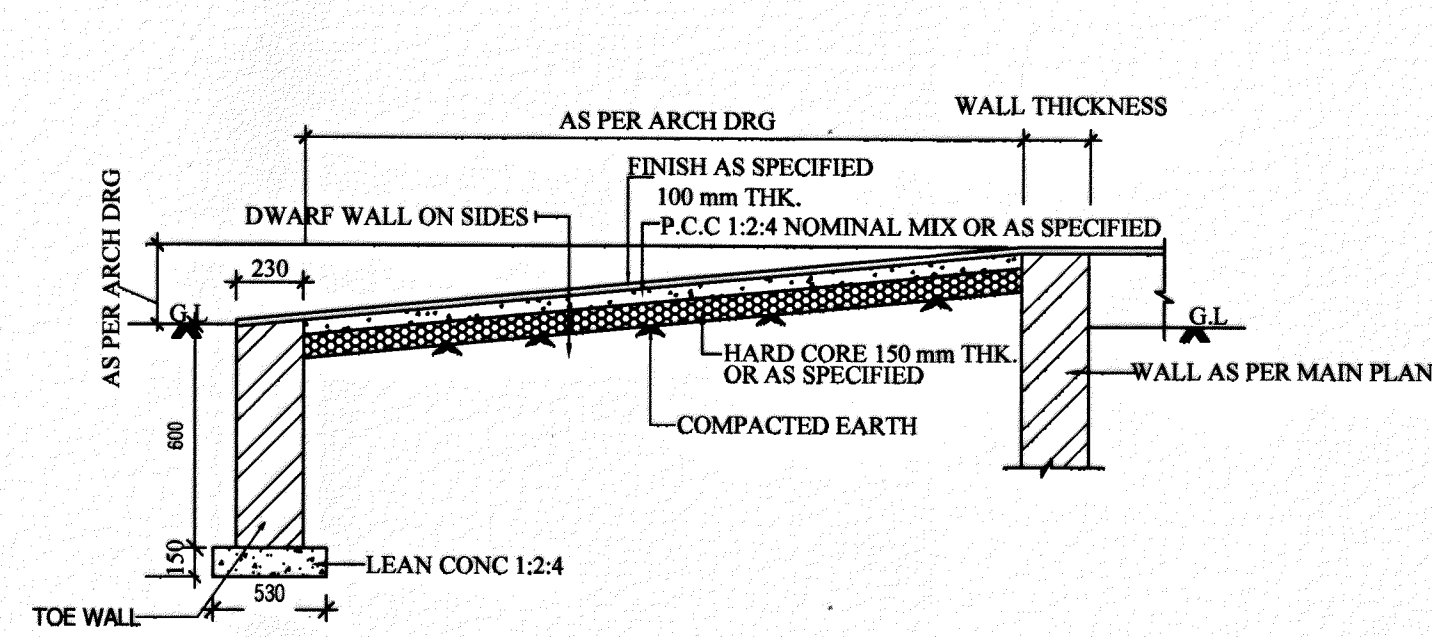 WALL THICKNESS
AS PER ARCH DRG
FINISH AS SPECIFIED
100 mm THK.
DWARF WALL ON SIDES
P.C.C 1:2:4 NOMINAL MIX OR AS SPECIFIED
AS PER ARCH DRG
230
G.L
G.L
HARD CORE 150 mm THK.
OR AS SPECIFIED
WALL AS PER MAIN PLAN
COMPACTED EARTH
600
150
LEAN CONC 1:2:4
530
TOE WALL